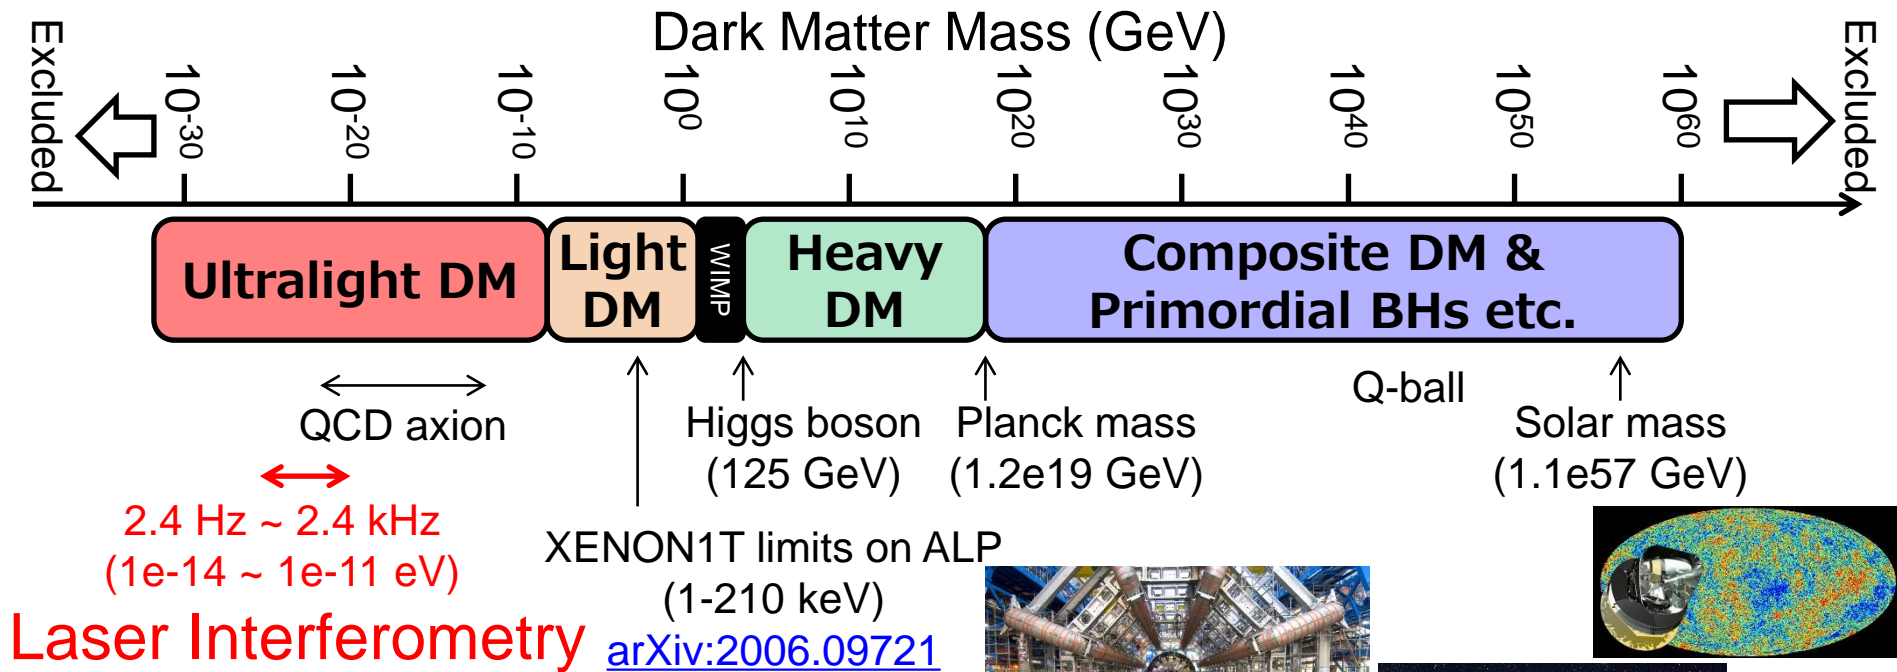 Dark Matter Mass (GeV)
Excluded
10⁻³⁰
10⁻²⁰
10⁻¹⁰
10⁰
10¹⁰
10²⁰
10³⁰
10⁴⁰
10⁵⁰
10⁶⁰
Excluded
Ultralight DM
Light
DM
WIMP
Heavy
DM
Composite DM &
Primordial BHs etc.
QCD axion
Higgs boson
(125 GeV)
Planck mass
(1.2e19 GeV)
Q-ball
Solar mass
(1.1e57 GeV)
2.4 Hz ~ 2.4 kHz
(1e-14 ~ 1e-11 eV)
Laser Interferometry
XENON1T limits on ALP
(1-210 keV)
arXiv:2006.09721